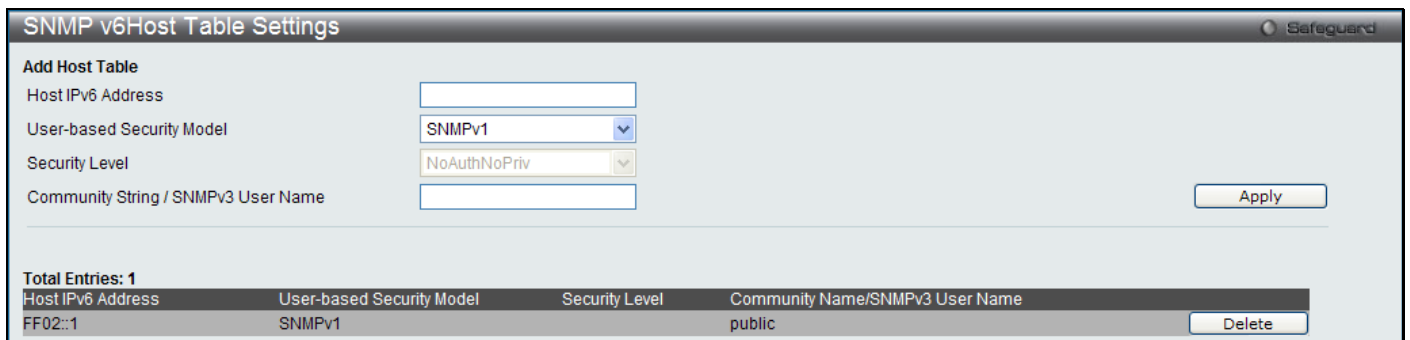 SNMP v6Host Table Settings
Safeguard
Add Host Table
Host IPv6 Address
User-based Security Model SNMPv1
Security Level NoAuthNoPriv
Community String / SNMPv3 User Name
Apply
Total Entries: 1
Host IPv6 Address User-based Security Model Security Level Community Name/SNMPv3 User Name
FF02::1 SNMPv1 public Delete